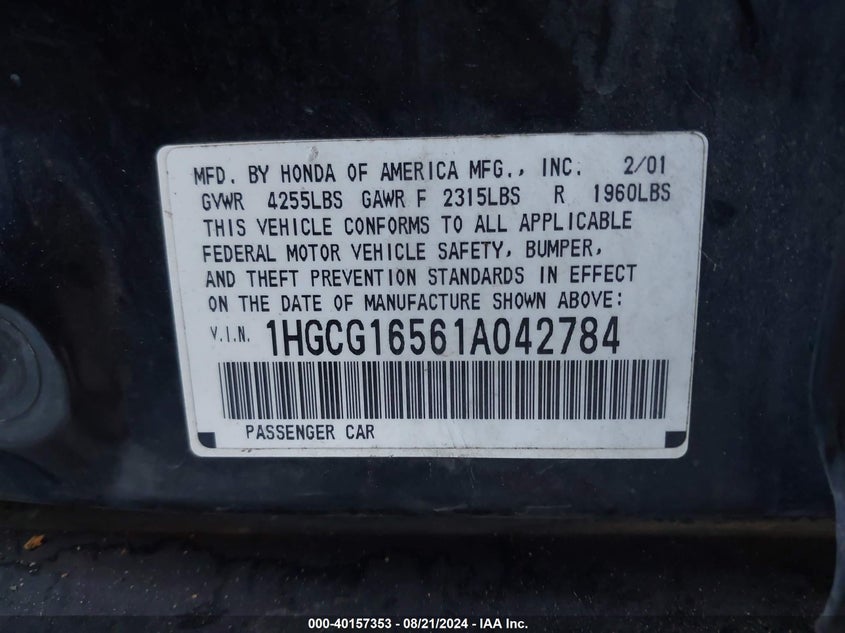 MFD. BY HONDA OF AMERICA MFG., INC. 2/01
GVWR 4255LBS GAWR F 2315LBS R 1960LBS
THIS VEHICLE CONFORMS TO ALL APPLICABLE
FEDERAL MOTOR VEHICLE SAFETY, BUMPER,
AND THEFT PREVENTION STANDARDS IN EFFECT
ON THE DATE OF MANUFACTURE SHOWN ABOVE:
V.I.N. 1HGCG16561A042784
PASSENGER CAR
000-40157353 - 08/21/2024 - IAA Inc.